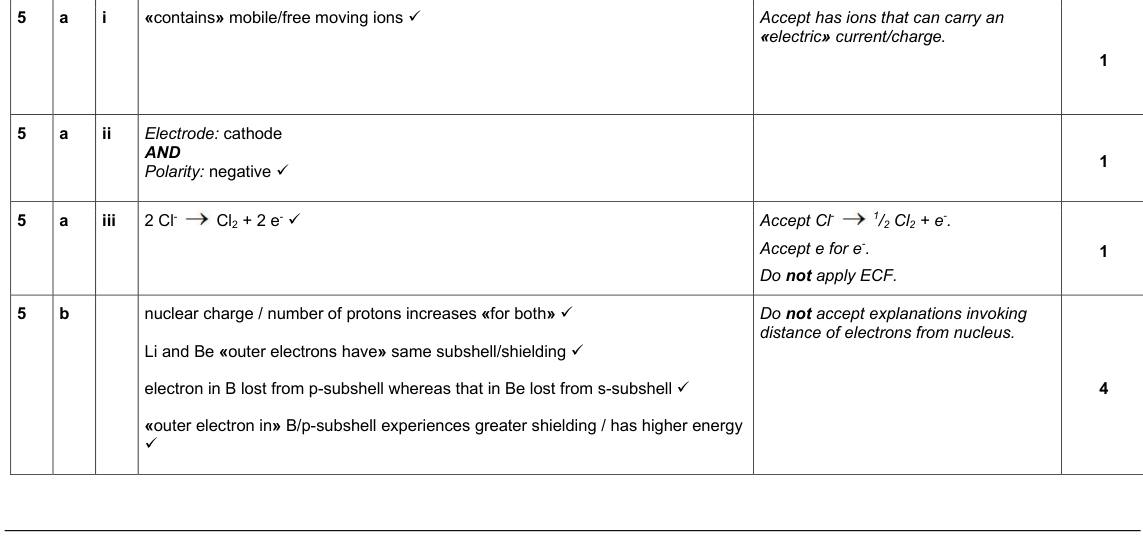 5 a i «contains» mobile/free moving ions ✓ Accept has ions that can carry an
«electric» current/charge.
1
5 a ii Electrode: cathode
AND
Polarity: negative ✓
1
5 a iii 2 Cl⁻ → Cl₂ + 2 e⁻ ✓ Accept Cl⁻ → ¹/₂ Cl₂ + e⁻.
Accept e for e⁻.
Do not apply ECF.
1
5 b nuclear charge / number of protons increases «for both» ✓ Do not accept explanations invoking
distance of electrons from nucleus.
Li and Be «outer electrons have» same subshell/shielding ✓
electron in B lost from p-subshell whereas that in Be lost from s-subshell ✓
4
«outer electron in» B/p-subshell experiences greater shielding / has higher energy
✓